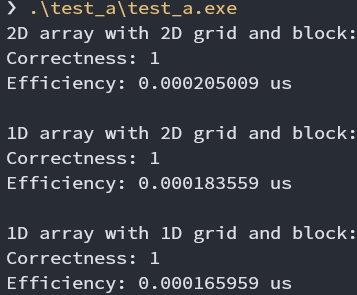 ❯ .\test_a\test_a.exe
2D array with 2D grid and block:
Correctness: 1
Efficiency: 0.000205009 us
1D array with 2D grid and block:
Correctness: 1
Efficiency: 0.000183559 us
1D array with 1D grid and block:
Correctness: 1
Efficiency: 0.000165959 us